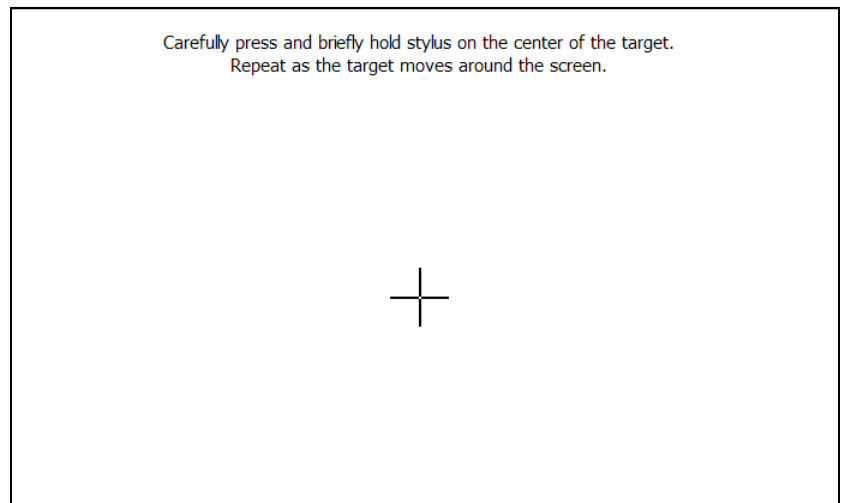 Carefully press and briefly hold stylus on the center of the target.
Repeat as the target moves around the screen.